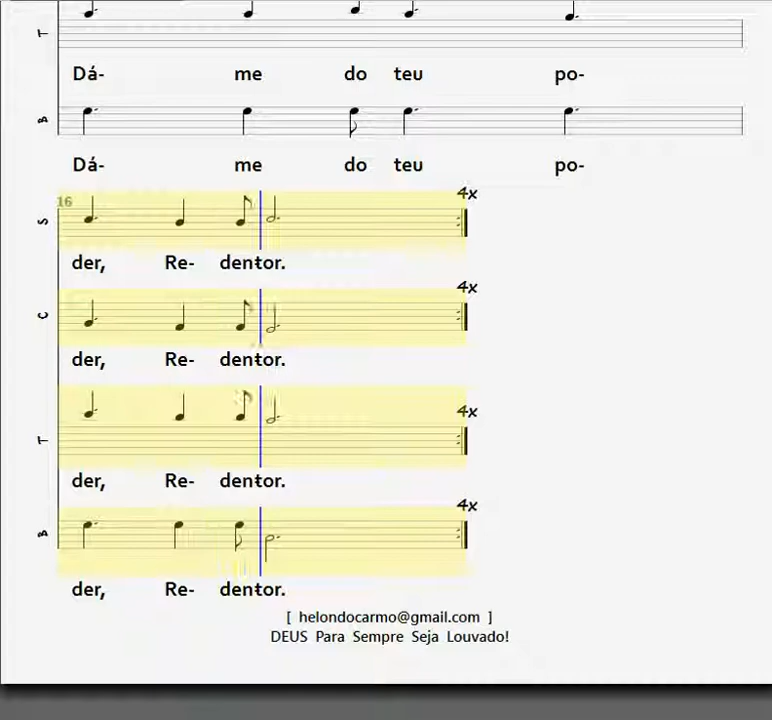 T
Dá- me do teu po-
B
Dá- me do teu po-
16
4x
S
der, Re- dentor.
4x
C
der, Re- dentor.
4x
T
der, Re- dentor.
4x
B
der, Re- dentor.
[ helondocarmo@gmail.com ]
DEUS Para Sempre Seja Louvado!